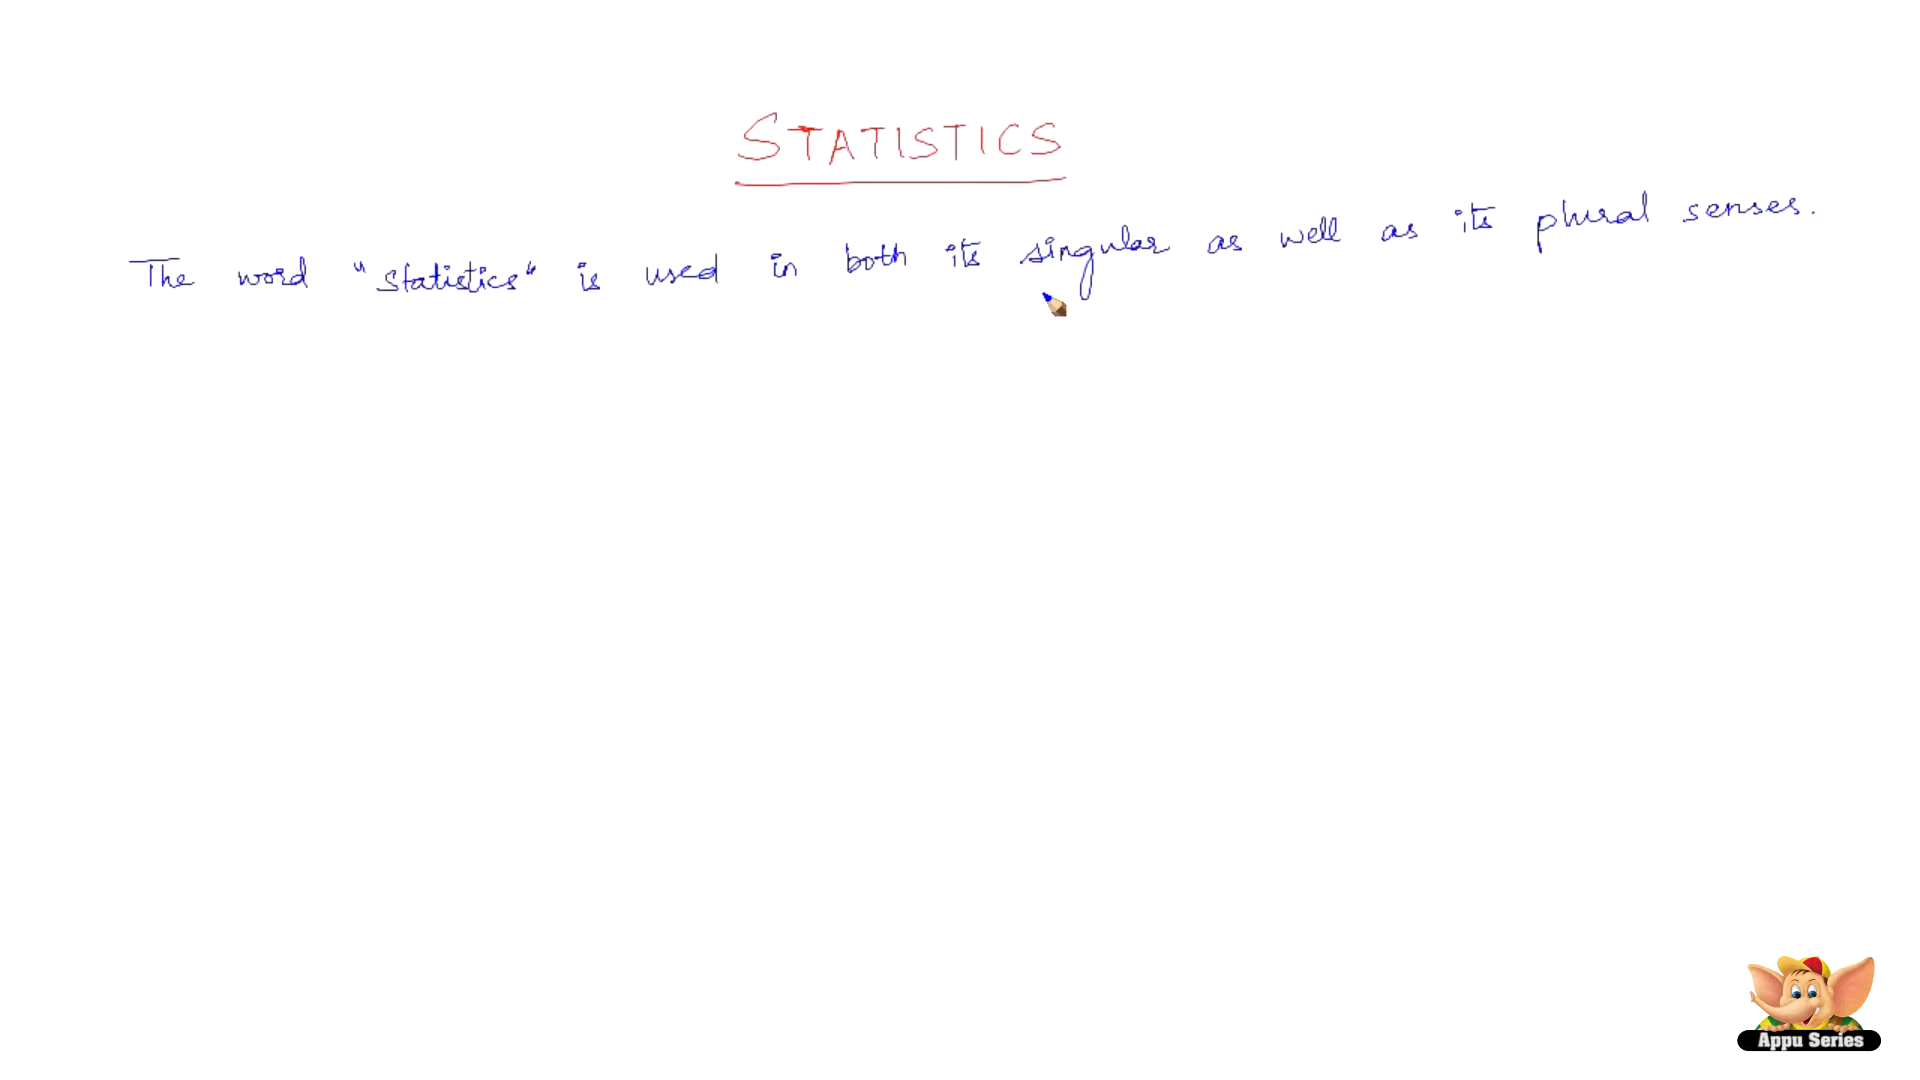 STATISTICS
The word "Statistics" is used in both its singular as well as its plural senses.
Appu Series